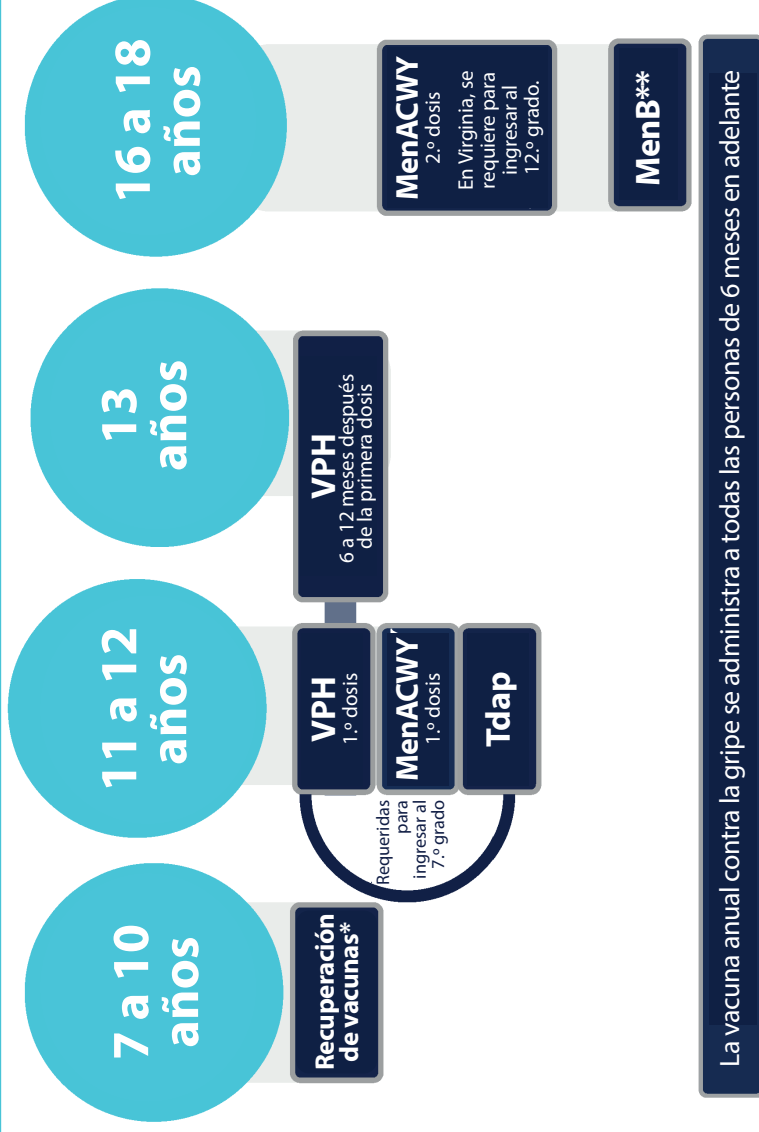 7 a 10
años
Recuperación
de vacunas*
11 a 12
años
Requeridas
para
ingresar al
7.º grado
VPH
1.º dosis
MenACWY
1.º dosis
Tdap
13
años
VPH
6 a 12 meses después
de la primera dosis
16 a 18
años
MenACWY
2.º dosis
En Virginia, se
requiere para
ingresar al
12.º grado.
MenB**
La vacuna anual contra la gripe se administra a todas las personas de 6 meses en adelante